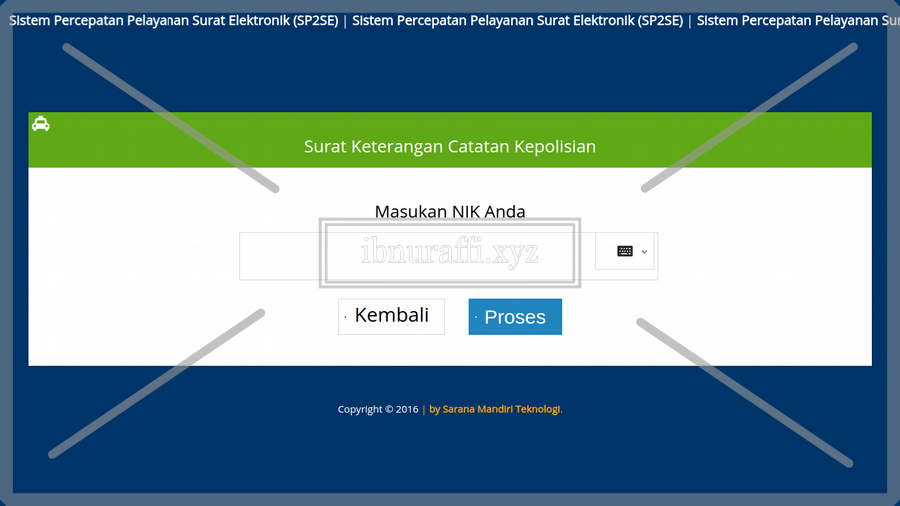 Sistem Percepatan Pelayanan Surat Elektronik (SP2SE) | Sistem Percepatan Pelayanan Surat Elektronik (SP2SE) | Sistem Percepatan Pelayanan Sur
Surat Keterangan Catatan Kepolisian
Masukan NIK Anda
ibnuraffi.xyz
Kembali Proses
Copyright © 2016 | by Sarana Mandiri Teknologi.